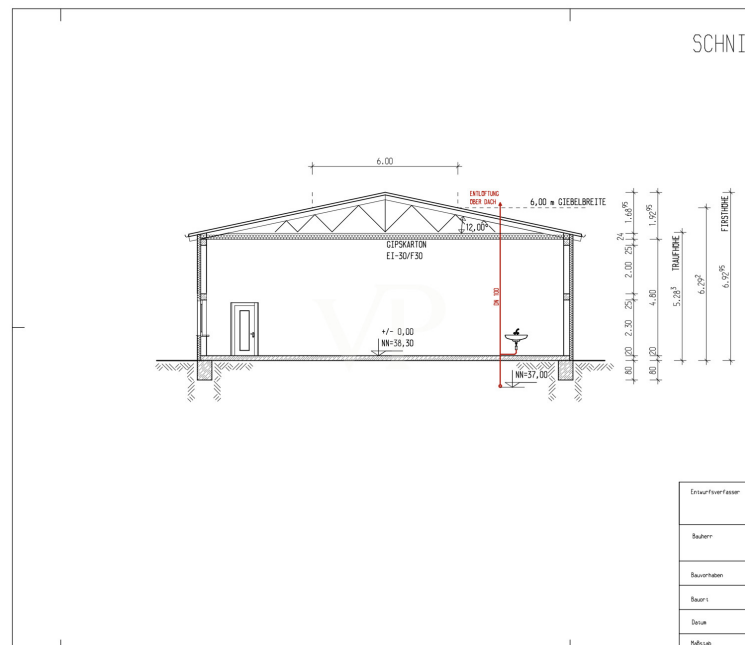 SCHNI
6.00
ENTLÜFTUNG
ÜBER DACH
6,00 m GIEBELBREITE
12,00°
GIPSKARTON
EI-30/F30
DN 100
+/- 0,00
NN=38,30
NN=37,00
1.68⁹⁵
24
25
2.00
25
2.30
20
80
1.92⁹⁵
4.80
20
80
TRAUFHÖHE
5.28³
6.29²
FIRSTHÖHE
6.92⁹⁵
VP
Entwurfsverfasser
Bauherr
Bauvorhaben
Bauort
Datum
Maßstab